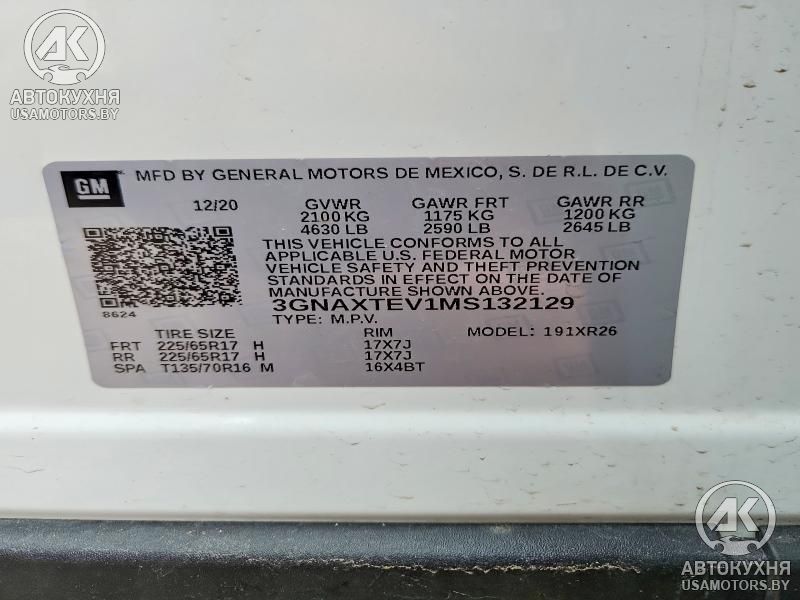 AK
АВТОКУХНЯ
USAMOTORS.BY
GM
MFD BY GENERAL MOTORS DE MEXICO, S. DE R.L. DE C.V.
12/20 GVWR GAWR FRT GAWR RR
2100 KG 1175 KG 1200 KG
4630 LB 2590 LB 2645 LB
THIS VEHICLE CONFORMS TO ALL
APPLICABLE U.S. FEDERAL MOTOR
VEHICLE SAFETY AND THEFT PREVENTION
STANDARDS IN EFFECT ON THE DATE OF
MANUFACTURE SHOWN ABOVE.
8624
3GNAXTEV1MS132129
TYPE: M.P.V. MODEL: 191XR26
TIRE SIZE RIM
FRT 225/65R17 H 17X7J
RR 225/65R17 H 17X7J
SPA T135/70R16 M 16X4BT
AK
АВТОКУХНЯ
USAMOTORS.BY